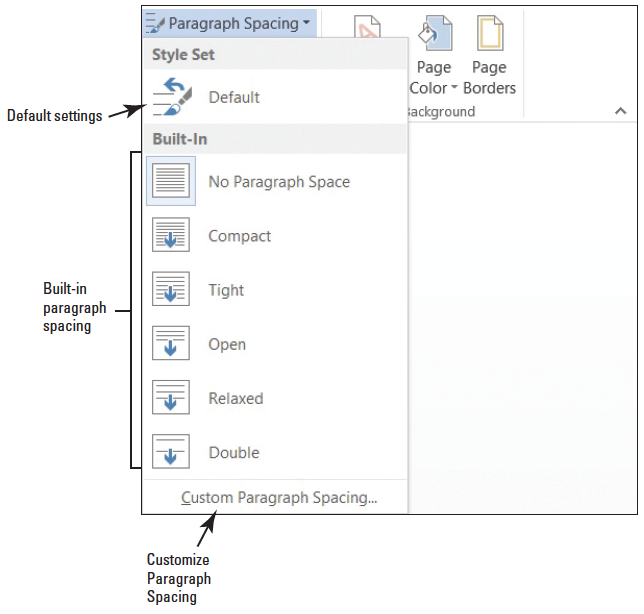 Paragraph Spacing
Style Set
Default
Default settings
Built-In
No Paragraph Space
Compact
Tight
Open
Relaxed
Double
Custom Paragraph Spacing...
Built-in
paragraph
spacing
Page
Color
Page
Borders
ackground
Customize
Paragraph
Spacing